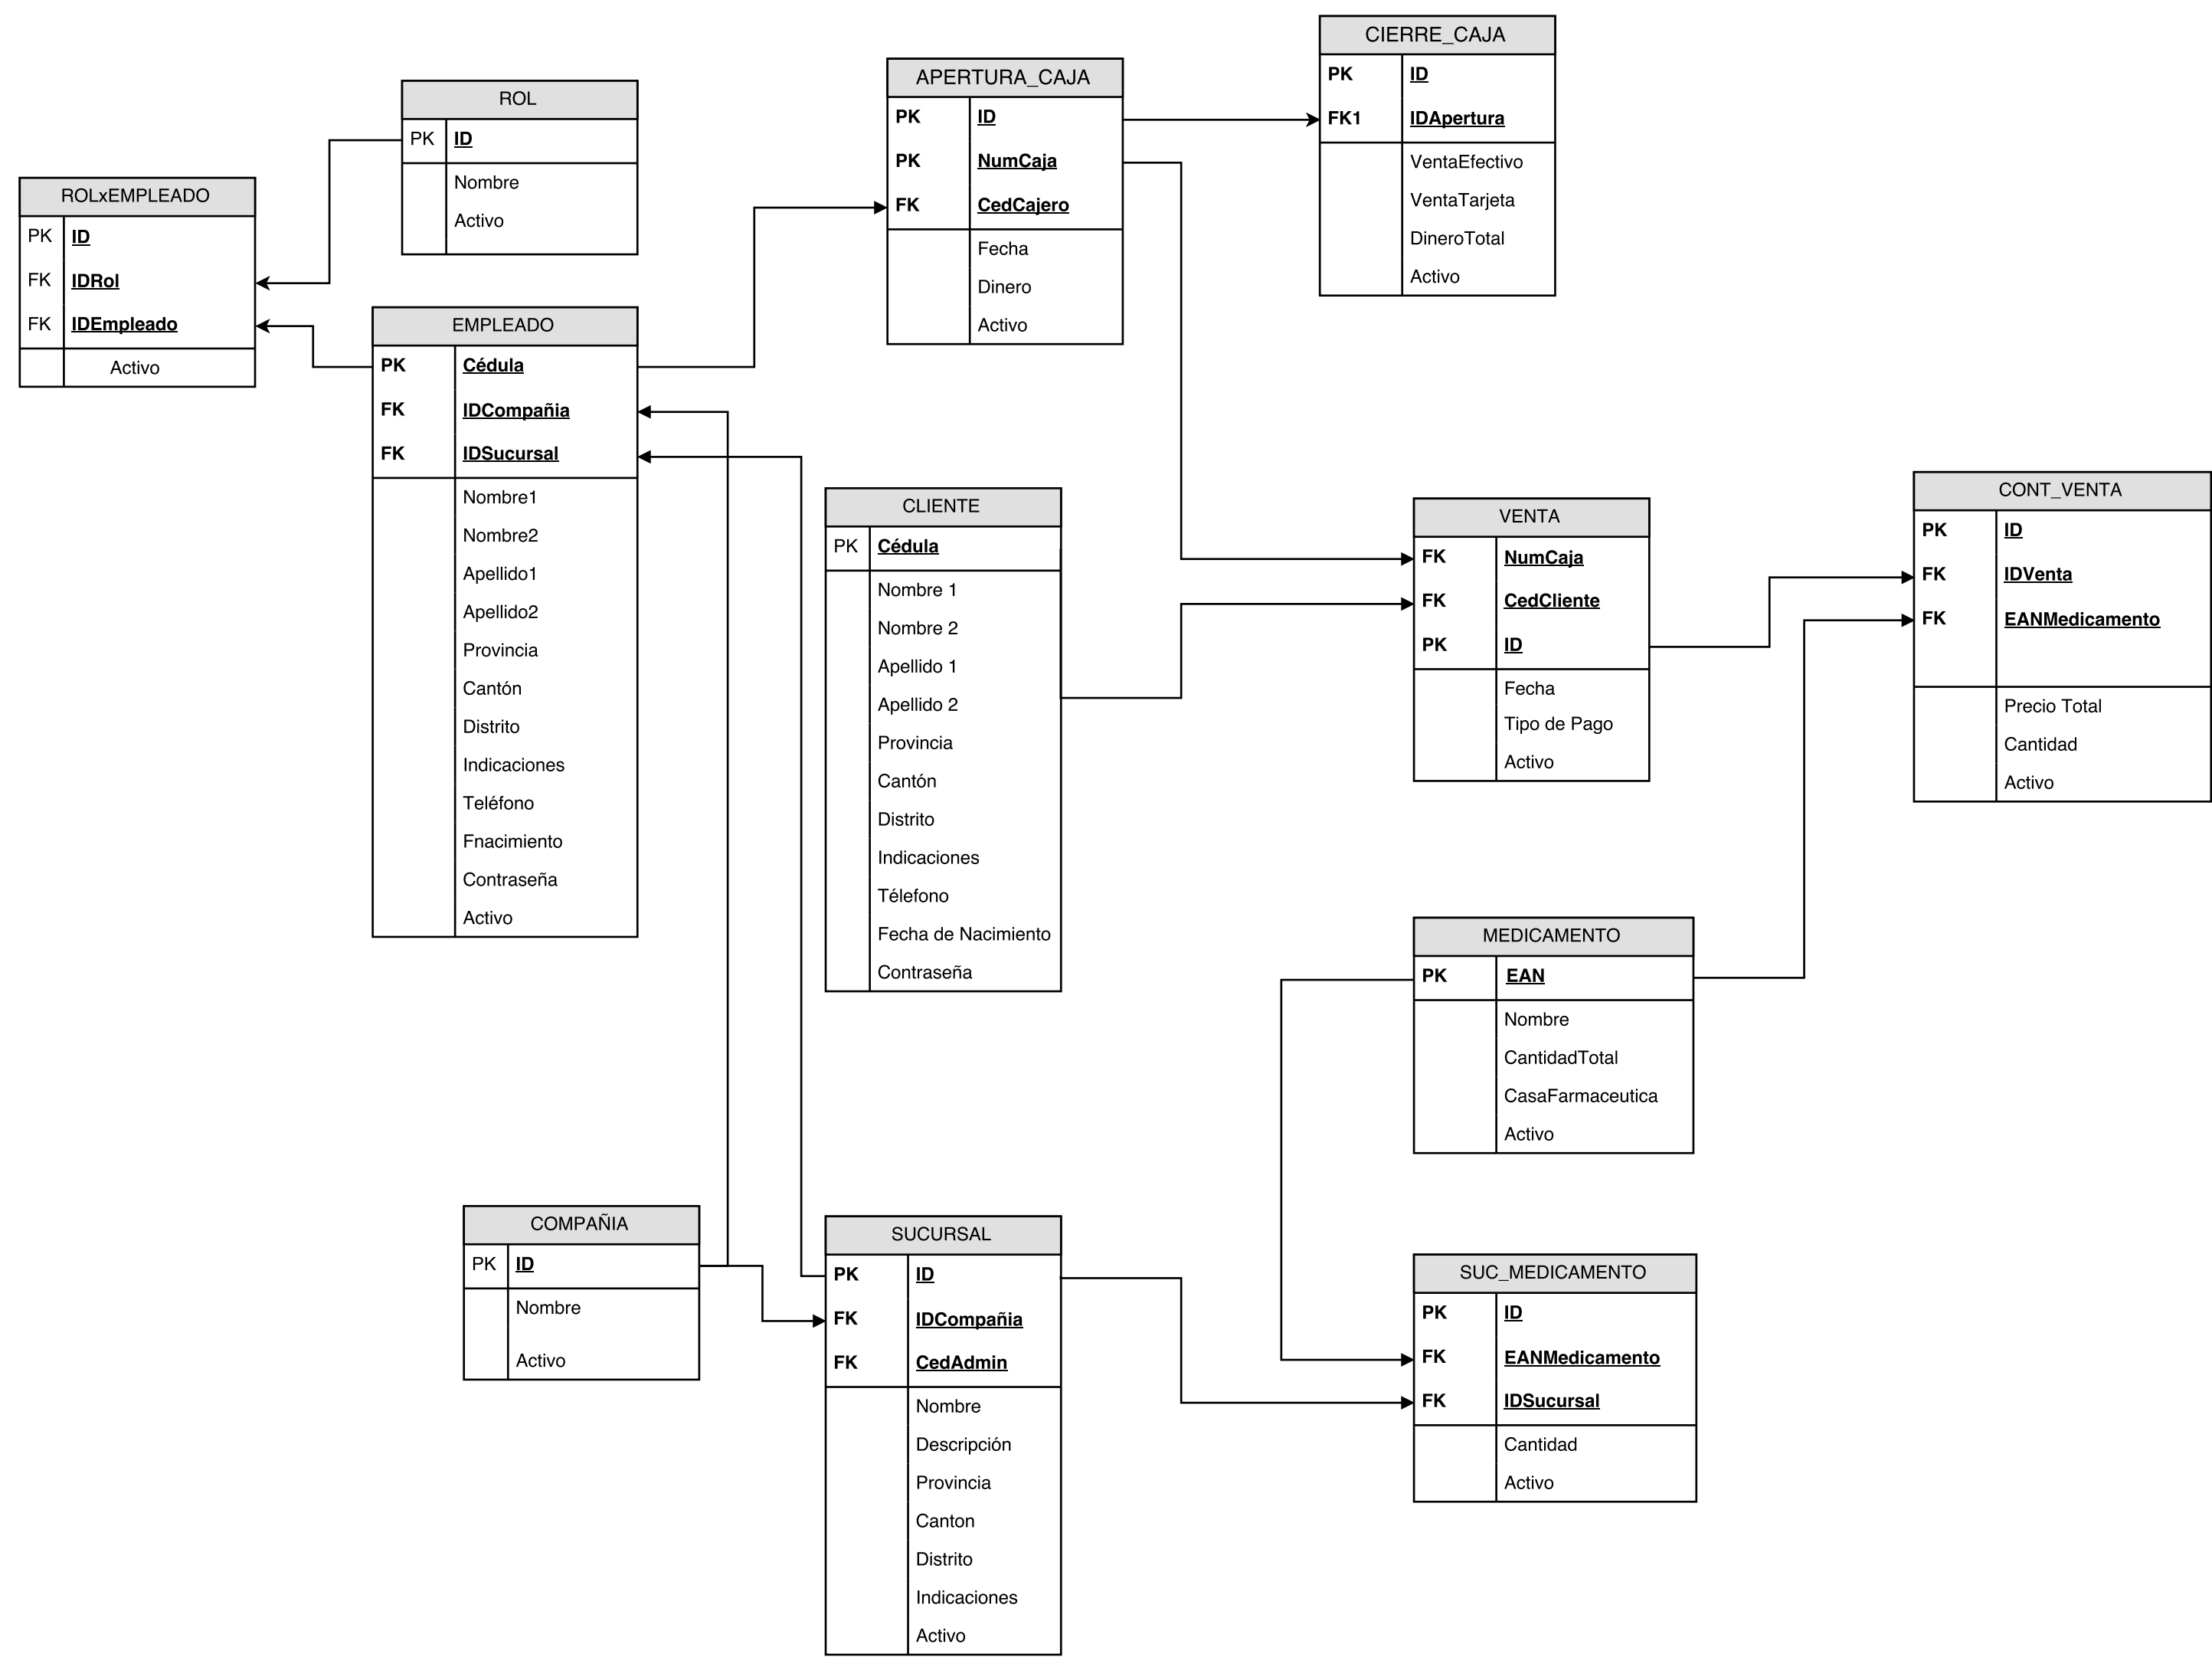 CIERRE_CAJA
PK ID
FK1 IDApertura
VentaEfectivo
VentaTarjeta
DineroTotal
Activo
APERTURA_CAJA
PK ID
PK NumCaja
FK CedCajero
Fecha
Dinero
Activo
ROL
PK ID
Nombre
Activo
ROLxEMPLEADO
PK ID
FK IDRol
FK IDEmpleado
Activo
EMPLEADO
PK Cédula
FK IDCompañia
FK IDSucursal
Nombre1
Nombre2
Apellido1
Apellido2
Provincia
Cantón
Distrito
Indicaciones
Teléfono
Fnacimiento
Contraseña
Activo
CLIENTE
PK Cédula
Nombre 1
Nombre 2
Apellido 1
Apellido 2
Provincia
Cantón
Distrito
Indicaciones
Télefono
Fecha de Nacimiento
Contraseña
VENTA
FK NumCaja
FK CedCliente
PK ID
Fecha
Tipo de Pago
Activo
CONT_VENTA
PK ID
FK IDVenta
FK EANMedicamento
Precio Total
Cantidad
Activo
MEDICAMENTO
PK EAN
Nombre
CantidadTotal
CasaFarmaceutica
Activo
COMPAÑIA
PK ID
Nombre
Activo
SUCURSAL
PK ID
FK IDCompañia
FK CedAdmin
Nombre
Descripción
Provincia
Canton
Distrito
Indicaciones
Activo
SUC_MEDICAMENTO
PK ID
FK EANMedicamento
FK IDSucursal
Cantidad
Activo